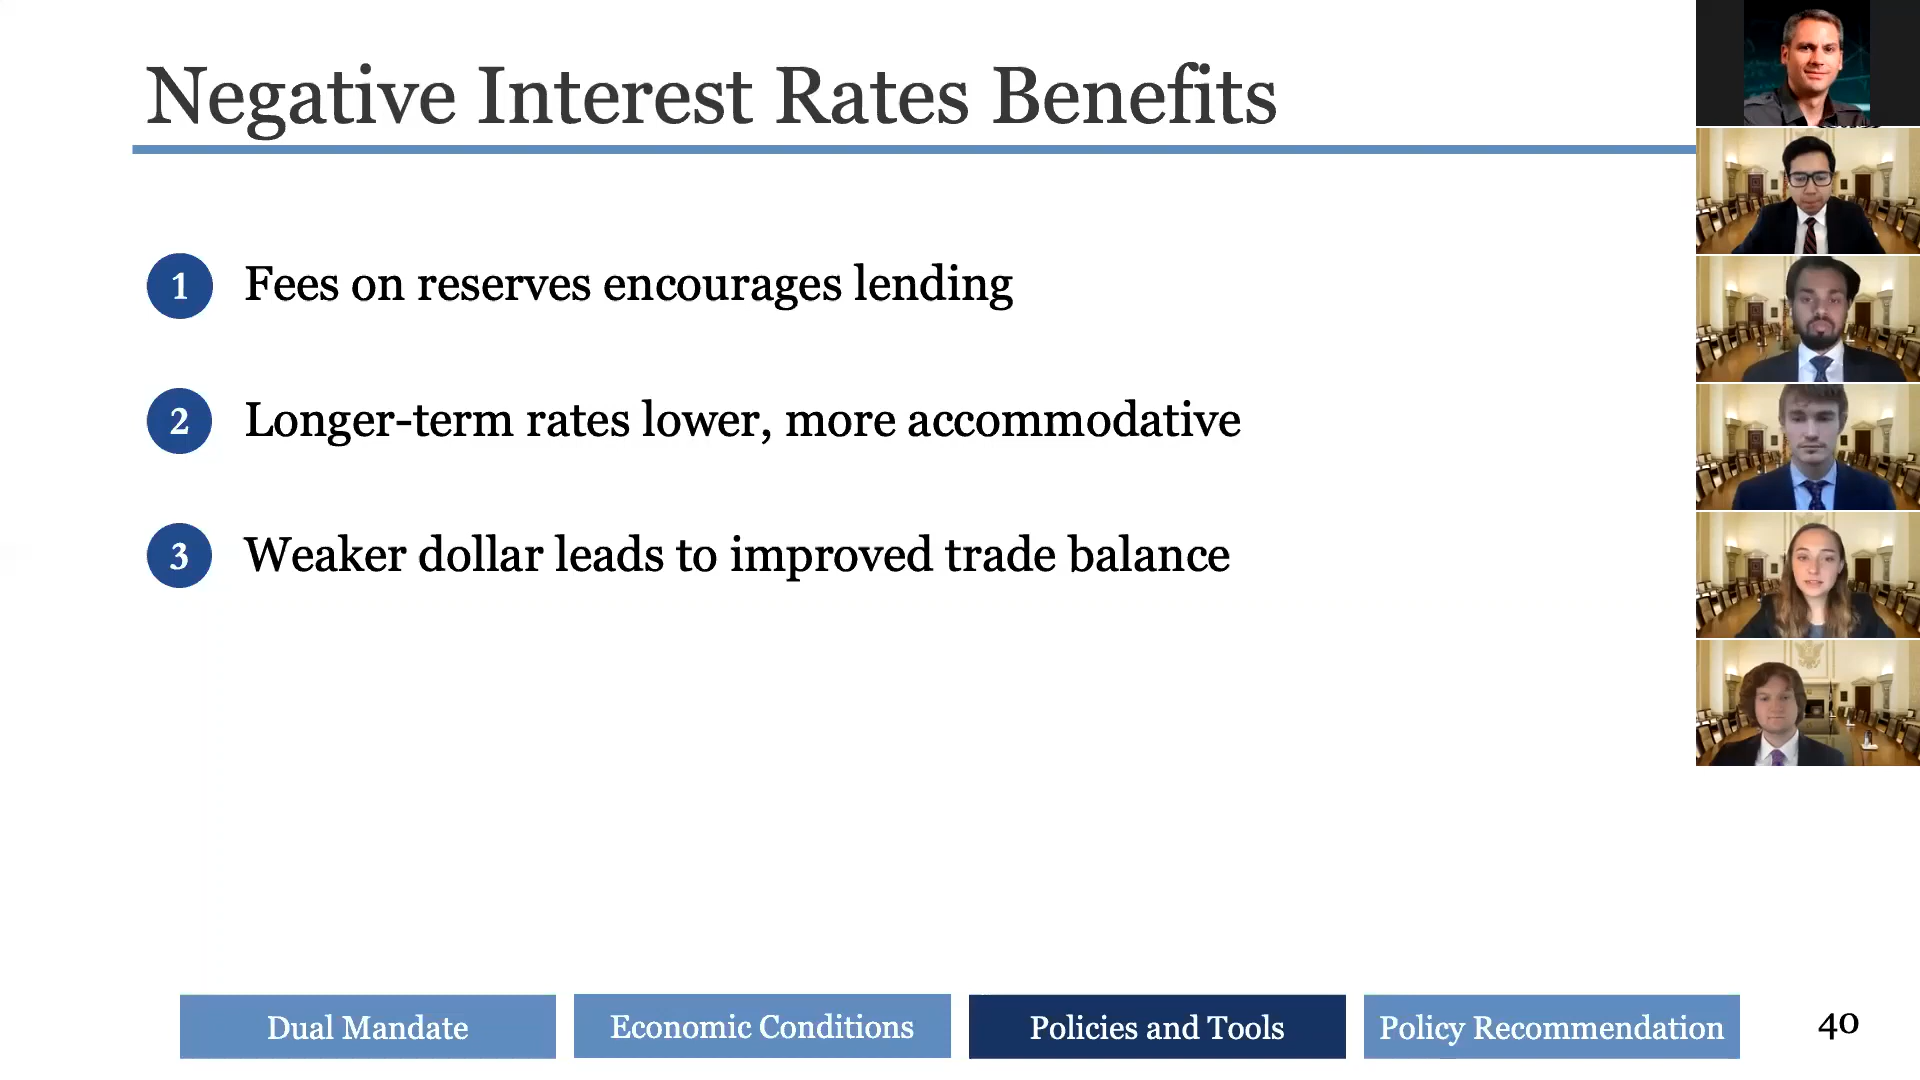 Negative Interest Rates Benefits
1 Fees on reserves encourages lending
2 Longer-term rates lower, more accommodative
3 Weaker dollar leads to improved trade balance
Dual Mandate
Economic Conditions
Policies and Tools
Policy Recommendation
40